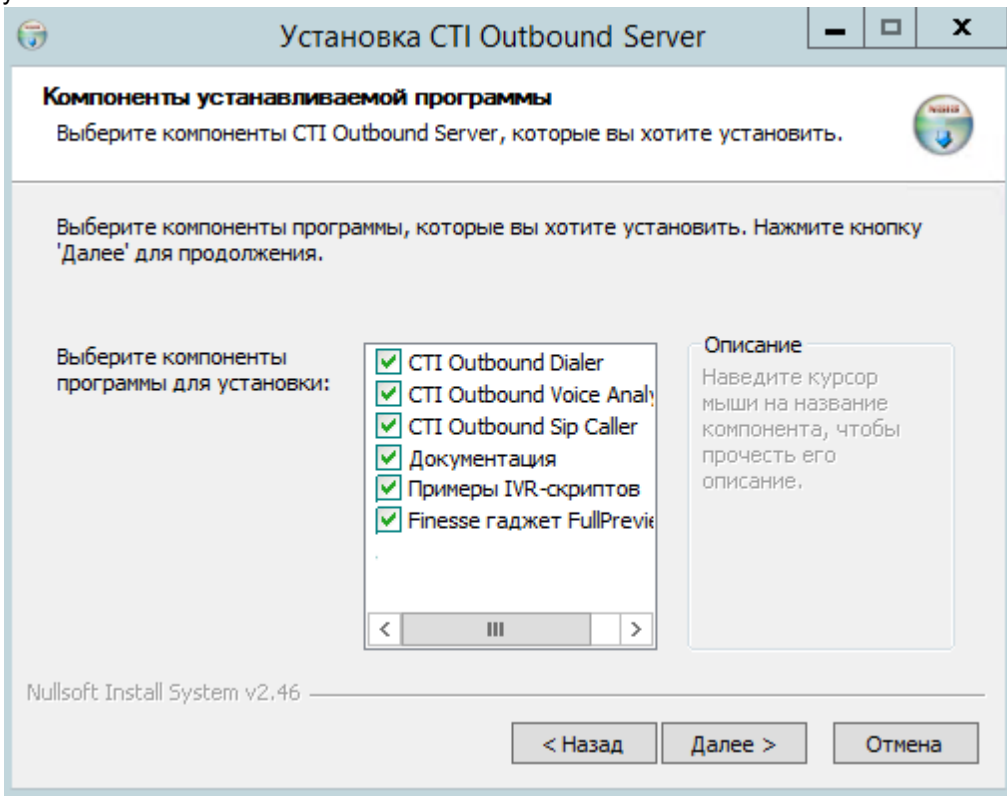 Установка CTI Outbound Server
Компоненты устанавливаемой программы
Выберите компоненты CTI Outbound Server, которые вы хотите установить.
Выберите компоненты программы, которые вы хотите установить. Нажмите кнопку
'Далее' для продолжения.
Выберите компоненты
программы для установки:
CTI Outbound Dialer
CTI Outbound Voice Analy
CTI Outbound Sip Caller
Документация
Примеры IVR-скриптов
Finesse гаджет FullPrevie
Описание
Наведите курсор
мыши на название
компонента, чтобы
прочесть его
описание.
Nullsoft Install System v2.46
< Назад
Далее >
Отмена